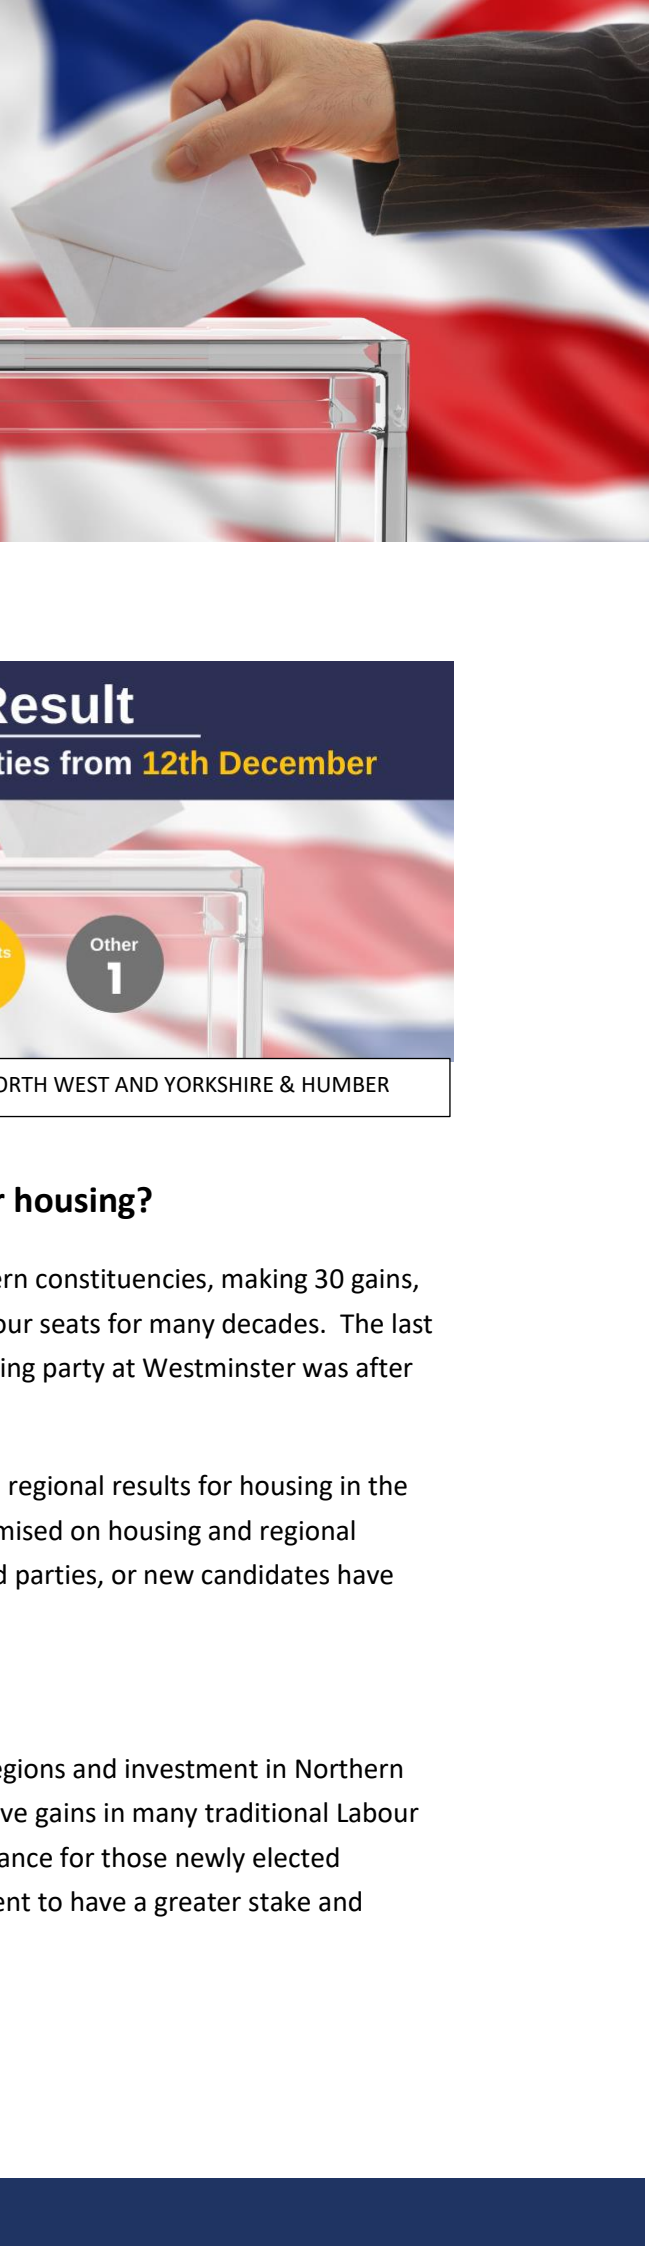 Result
ties from 12th December
ts
Other
1
ORTH WEST AND YORKSHIRE & HUMBER
r housing?
ern constituencies, making 30 gains,
our seats for many decades. The last
ing party at Westminster was after
regional results for housing in the
mised on housing and regional
d parties, or new candidates have
egions and investment in Northern
ve gains in many traditional Labour
ance for those newly elected
ent to have a greater stake and